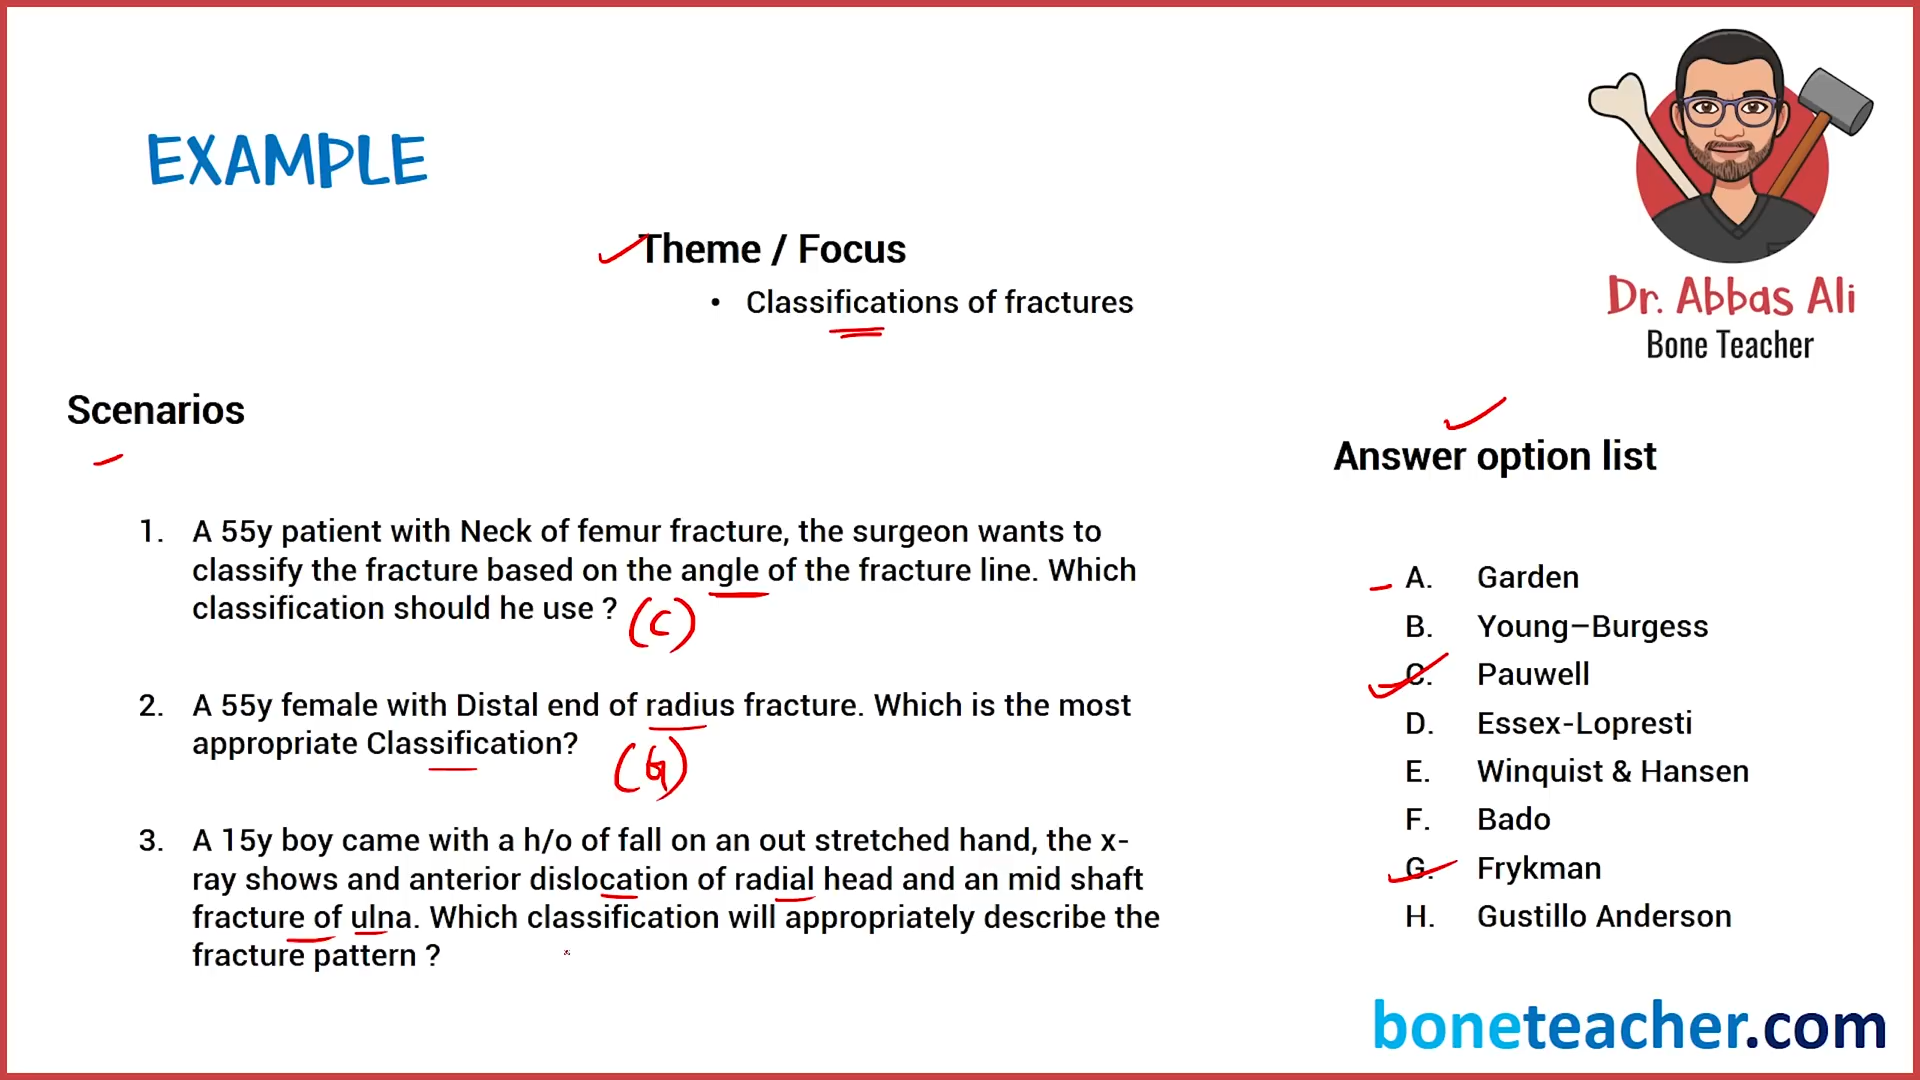 EXAMPLE
Theme / Focus
• Classifications of fractures
Dr. Abbas Ali
Bone Teacher
Scenarios
1. A 55y patient with Neck of femur fracture, the surgeon wants to
classify the fracture based on the angle of the fracture line. Which
classification should he use ? (C)
2. A 55y female with Distal end of radius fracture. Which is the most
appropriate Classification? (G)
3. A 15y boy came with a h/o of fall on an out stretched hand, the x-
ray shows and anterior dislocation of radial head and an mid shaft
fracture of ulna. Which classification will appropriately describe the
fracture pattern ?
Answer option list
A. Garden
B. Young–Burgess
C. Pauwell
D. Essex-Lopresti
E. Winquist & Hansen
F. Bado
G. Frykman
H. Gustillo Anderson
boneteacher.com